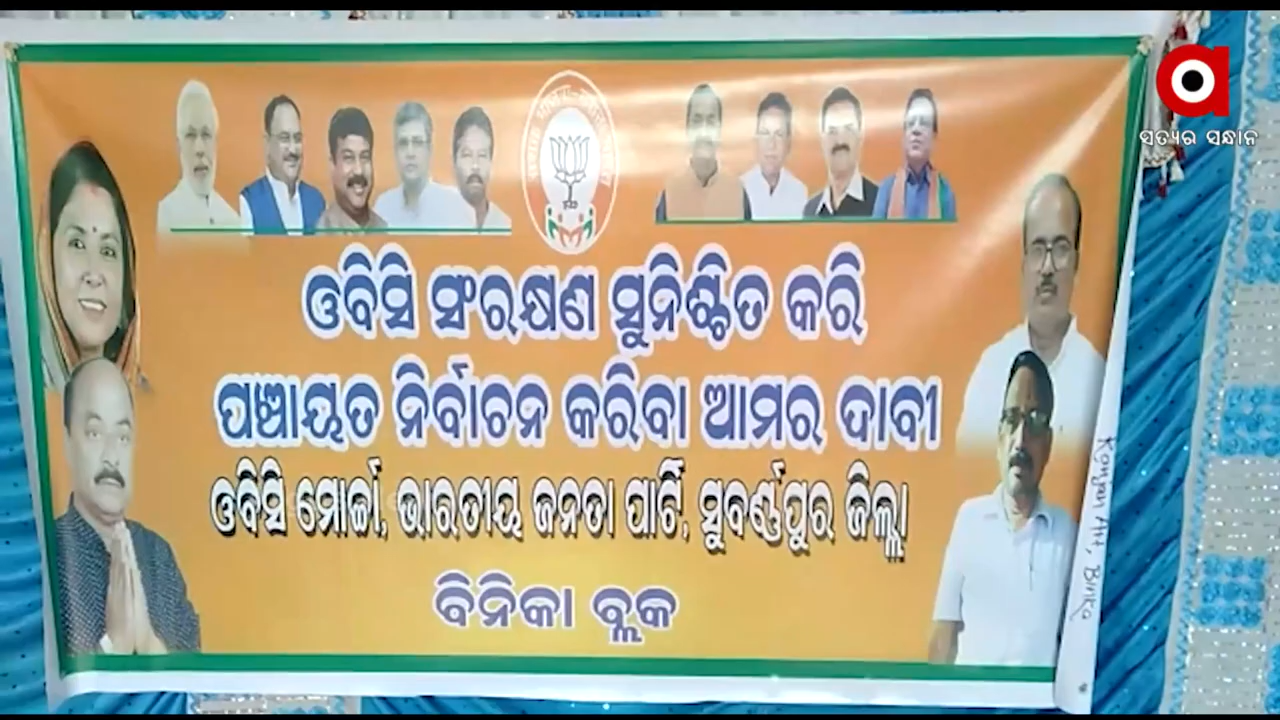 ସତ୍ୟର ସନ୍ଧାନ
ଓବିସି ସଂରକ୍ଷଣ ସୁନିଶ୍ଚିତ କରି
ପଞ୍ଚାୟତ ନିର୍ବାଚନ କରିବା ଆମର ଦାବୀ
ଓବିସି ମୋର୍ଚ୍ଚା, ଭାରତୀୟ ଜନତା ପାର୍ଟି, ସୁବର୍ଣ୍ଣପୁର ଜିଲ୍ଲା
ବିନିକା ବ୍ଲକ